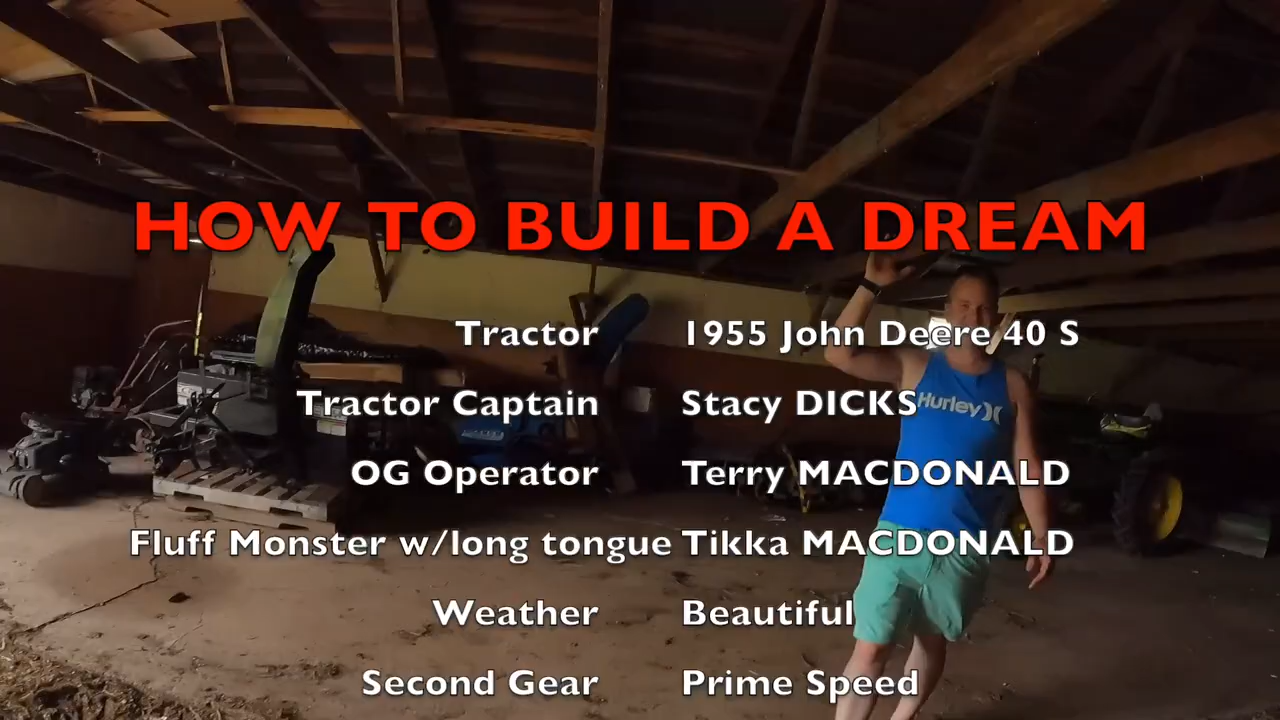 HOW TO BUILD A DREAM
Tractor 1955 John Deere 40 S
Tractor Captain Stacy DICKS
Hurley
OG Operator Terry MACDONALD
Fluff Monster w/long tongue Tikka MACDONALD
Weather Beautiful
Second Gear Prime Speed